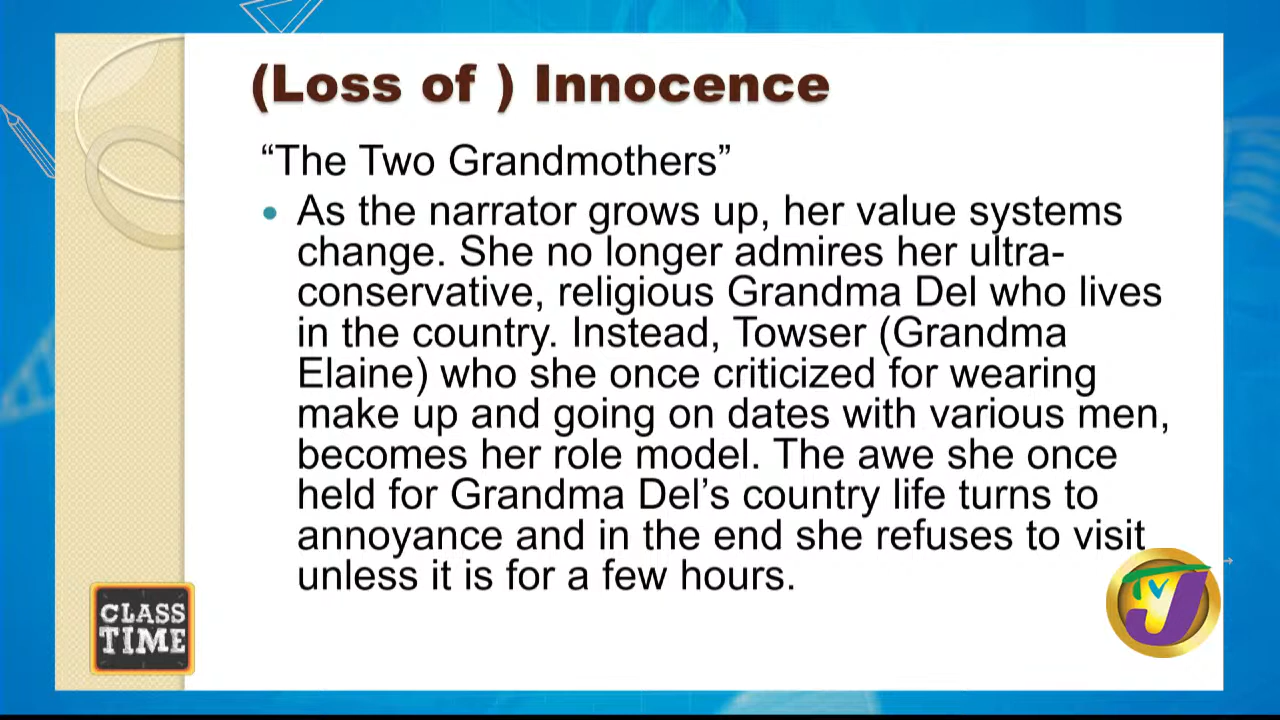 (Loss of ) Innocence
“The Two Grandmothers”
• As the narrator grows up, her value systems
change. She no longer admires her ultra-
conservative, religious Grandma Del who lives
in the country. Instead, Towser (Grandma
Elaine) who she once criticized for wearing
make up and going on dates with various men,
becomes her role model. The awe she once
held for Grandma Del’s country life turns to
annoyance and in the end she refuses to visit
unless it is for a few hours.
CLASS
TIME
TVJ